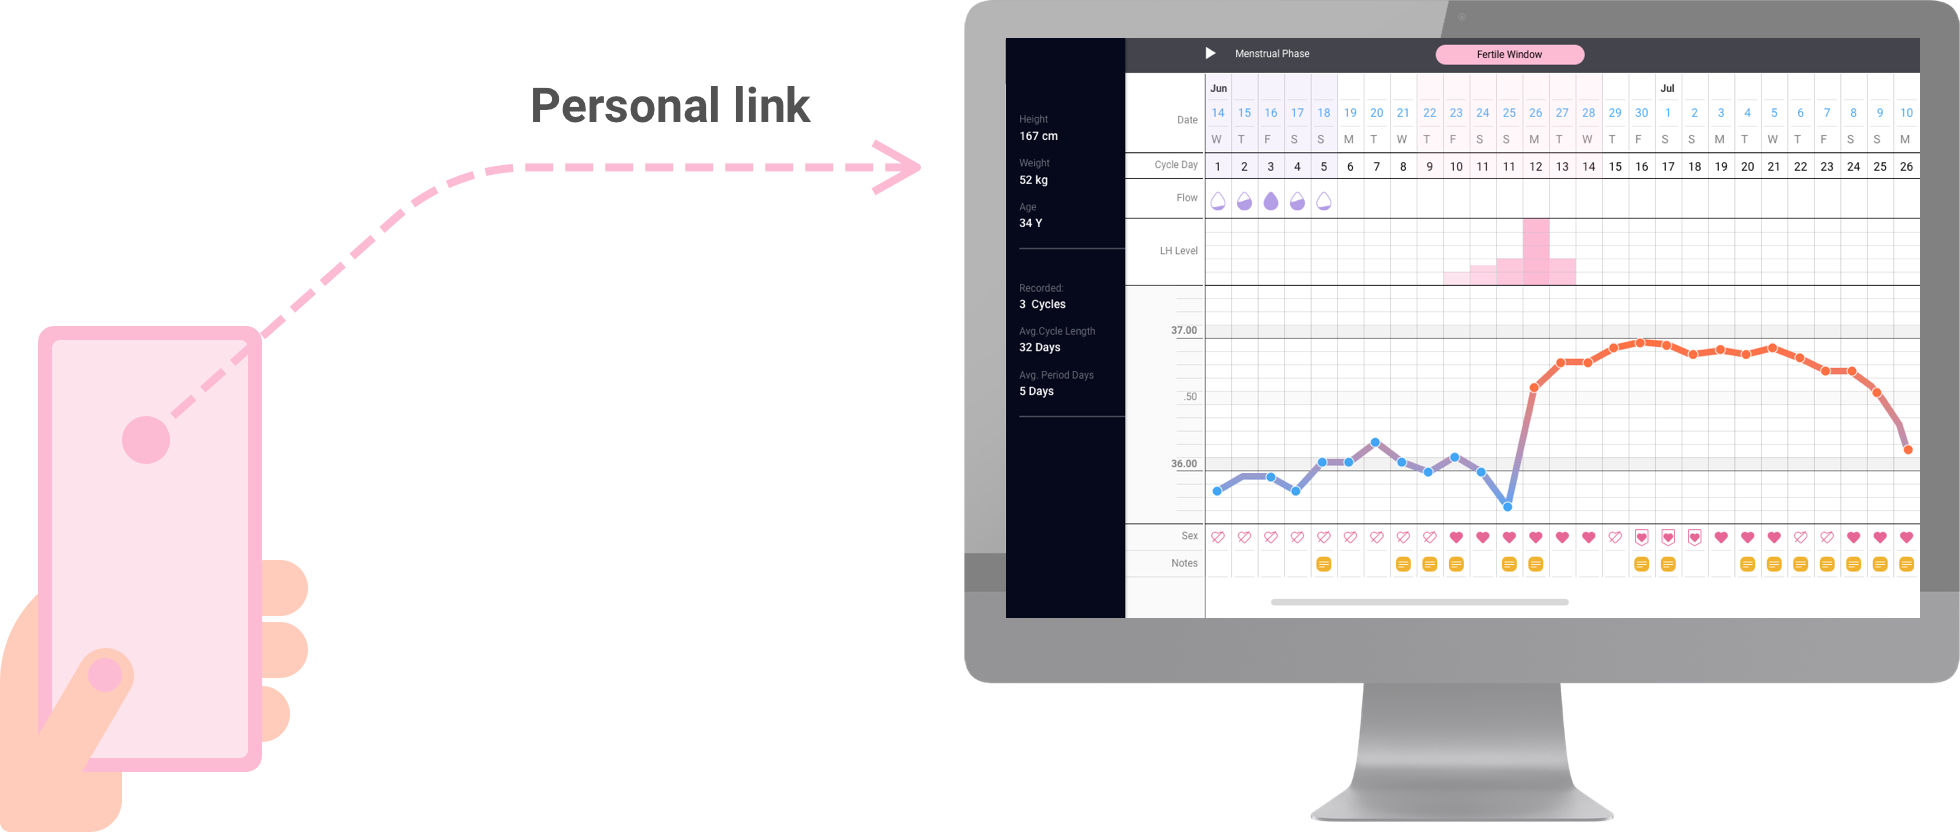 Personal link
Height
167 cm
Weight
52 kg
Age
34 Y
Recorded:
3 Cycles
Avg.Cycle Length
32 Days
Avg. Period Days
5 Days
Menstrual Phase
Fertile Window
Jun
Jul
Date
14 15 16 17 18 19 20 21 22 23 24 25 26 27 28 29 30 1 2 3 4 5 6 7 8 9 10
W T F S S M T W T F S S M T W T F S S M T W T F S S M
Cycle Day
1 2 3 4 5 6 7 8 9 10 11 11 12 13 14 15 16 17 18 19 20 21 22 23 24 25 26
Flow
LH Level
37.00
.50
36.00
Sex
Notes